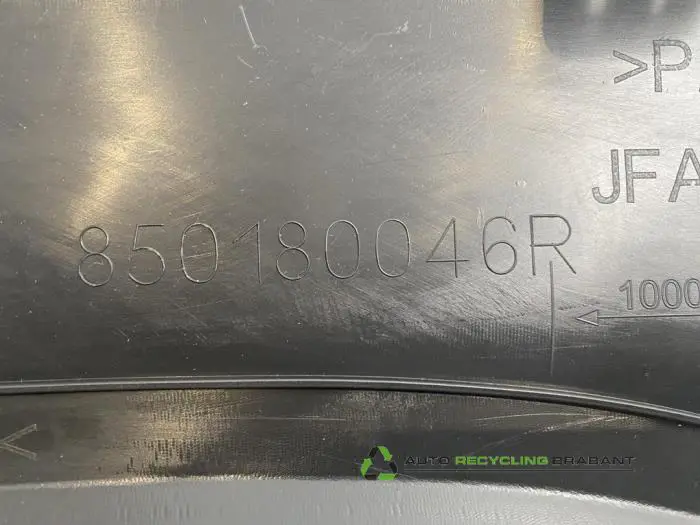 >P
JFA
850180046R
1000
<
AUTO RECYCLING BRABANT